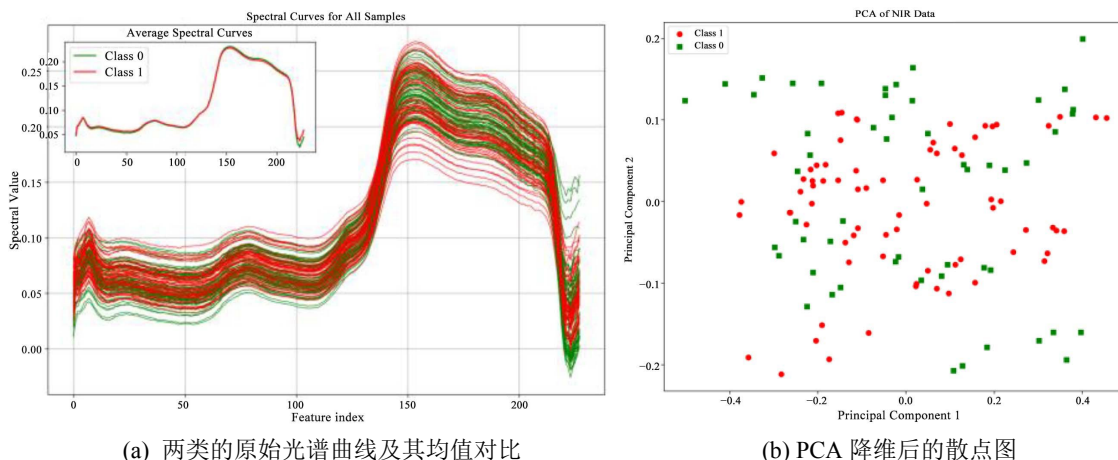 Spectral Curves for All Samples
Average Spectral Curves
Class 0
Class 1
0.20
0.15
0.10
0.05
0 50 100 150 200
0.25
0.20
0.15
0.10
0.05
0.00
Spectral Value
0 50 100 150 200
Feature index
(a) 两类的原始光谱曲线及其均值对比
PCA of NIR Data
Class 1
Class 0
0.2
0.1
0.0
−0.1
−0.2
Principal Component 2
−0.4 −0.2 0.0 0.2 0.4
Principal Component 1
(b) PCA 降维后的散点图